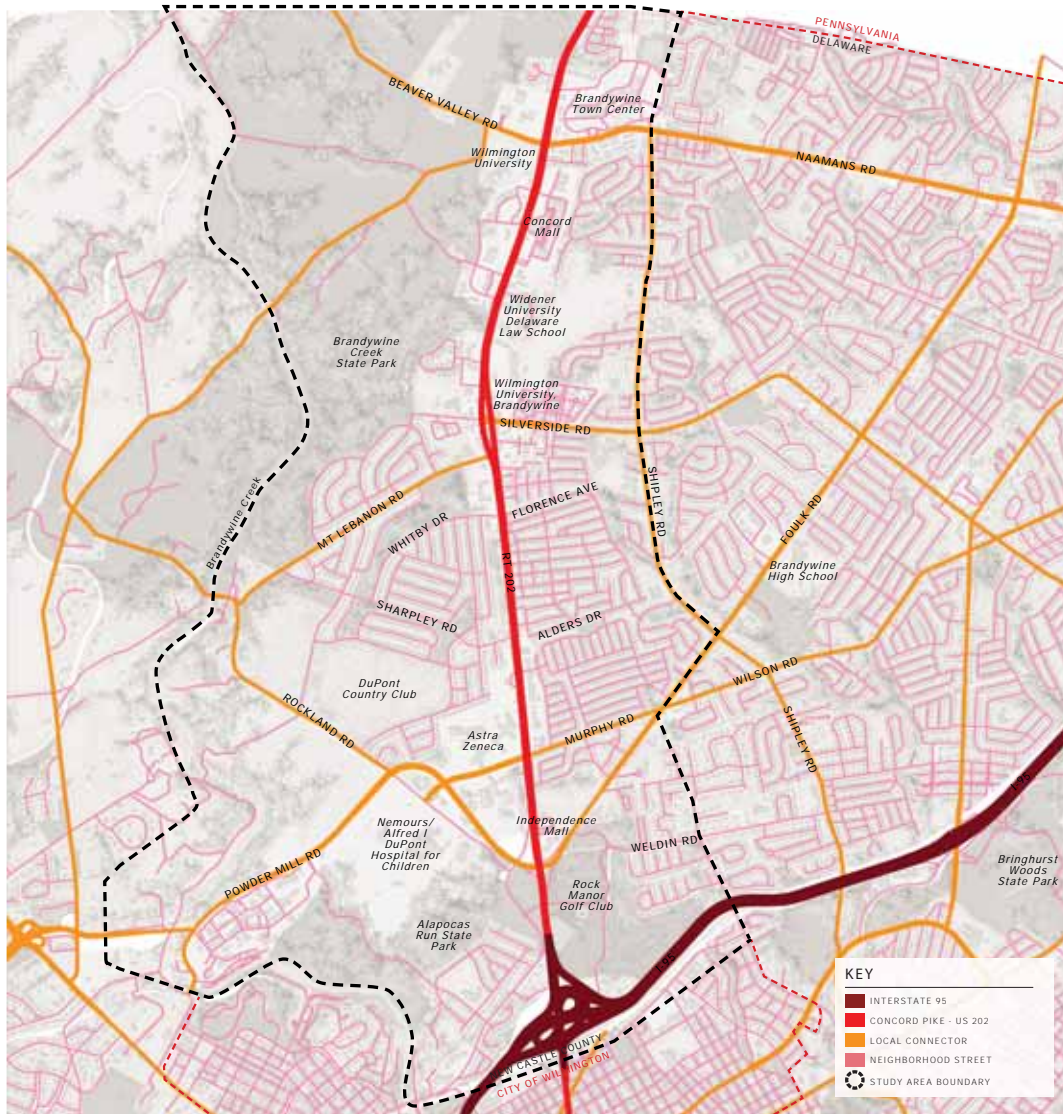 PENNSYLVANIA
DELAWARE
BEAVER VALLEY RD
Brandywine
Town Center
Wilmington
University
NAAMANS RD
Concord
Mall
Widener
University
Delaware
Law School
Brandywine
Creek
State Park
Wilmington
University,
Brandywine
SILVERSIDE RD
Brandywine Creek
MT LEBANON RD
WHITBY DR
FLORENCE AVE
SHIPLEY RD
FOULK RD
RT 202
Brandywine
High School
SHARPLEY RD
ALDERS DR
DuPont
Country Club
WILSON RD
ROCKLAND RD
MURPHY RD
SHIPLEY RD
Astra
Zeneca
I-95
Nemours/
Alfred I
DuPont
Hospital for
Children
Independence
Mall
WELDIN RD
POWDER MILL RD
Rock
Manor
Golf Club
Bringhurst
Woods
State Park
Alapocas
Run State
Park
I-95
CASTLE COUNTY
CITY OF WILMINGTON
KEY
INTERSTATE 95
CONCORD PIKE - US 202
LOCAL CONNECTOR
NEIGHBORHOOD STREET
STUDY AREA BOUNDARY